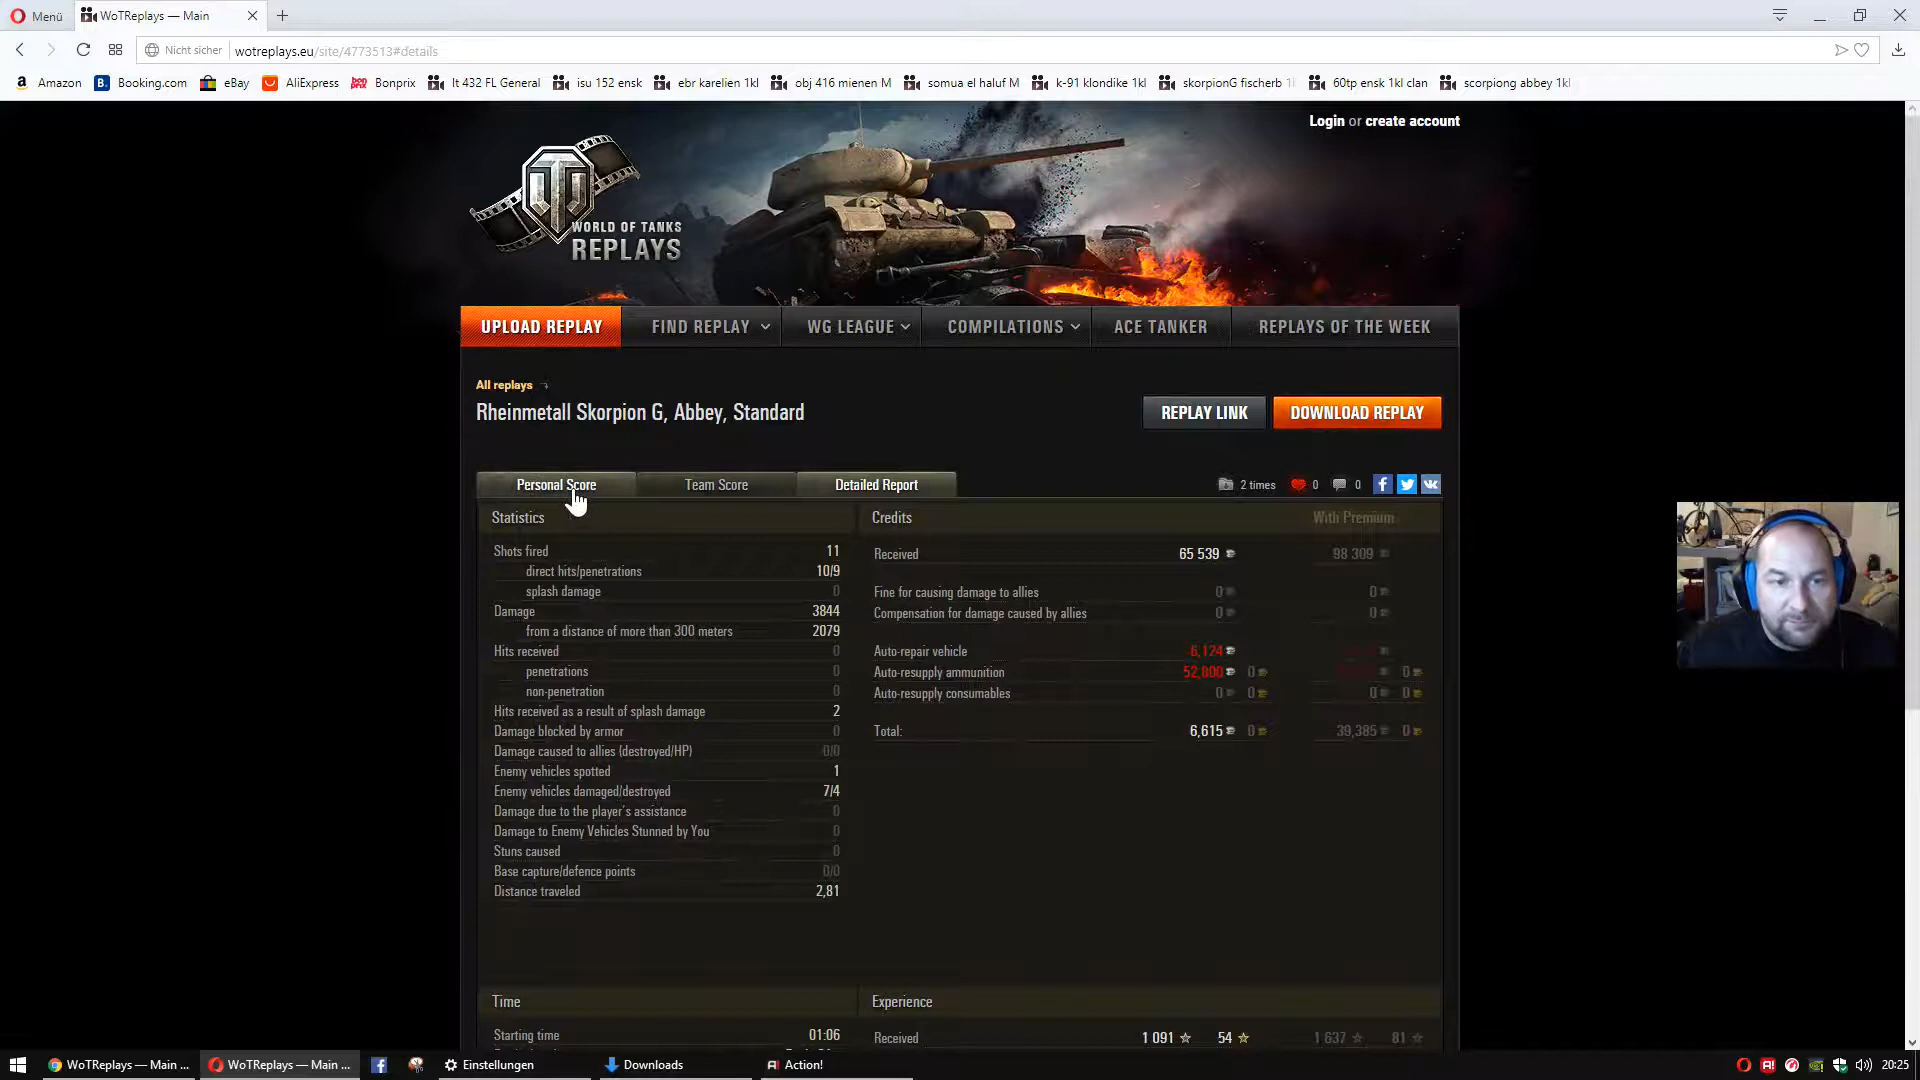 Menü
WoTReplays — Main
Nicht sicher wotreplays.eu/site/4773513#details
Amazon Booking.com eBay AliExpress Bonprix lt 432 FL General isu 152 ensk ebr karelien 1kl obj 416 mienen M somua el haluf M k-91 klondike 1kl skorpionG fischerb 1 60tp ensk 1kl clan scorpiong abbey 1kl
Login or create account
WORLD OF TANKS
REPLAYS
UPLOAD REPLAY FIND REPLAY WG LEAGUE COMPILATIONS ACE TANKER REPLAYS OF THE WEEK
All replays
Rheinmetall Skorpion G, Abbey, Standard
REPLAY LINK DOWNLOAD REPLAY
Personal Score Team Score Detailed Report 2 times 0 0
Statistics
Shots fired 11
direct hits/penetrations 10/9
splash damage 0
Damage 3844
from a distance of more than 300 meters 2079
Hits received 0
penetrations 0
non-penetration 0
Hits received as a result of splash damage 2
Damage blocked by armor 0
Damage caused to allies (destroyed/HP) 0/0
Enemy vehicles spotted 1
Enemy vehicles damaged/destroyed 7/4
Damage due to the player's assistance 0
Damage to Enemy Vehicles Stunned by You 0
Stuns caused 0
Base capture/defence points 0/0
Distance traveled 2,81
Credits With Premium
Received 65 539 98 309
Fine for causing damage to allies 0 0
Compensation for damage caused by allies 0 0
Auto-repair vehicle -6,124
Auto-resupply ammunition 52,800 0 0
Auto-resupply consumables 0 0 0 0
Total: 6,615 0 39,385 0
Time
Starting time 01:06
Experience
Received 1 091 54 1 637 81
WoTReplays — Main ... WoTReplays — Main ... Einstellungen Downloads Action! 20:25